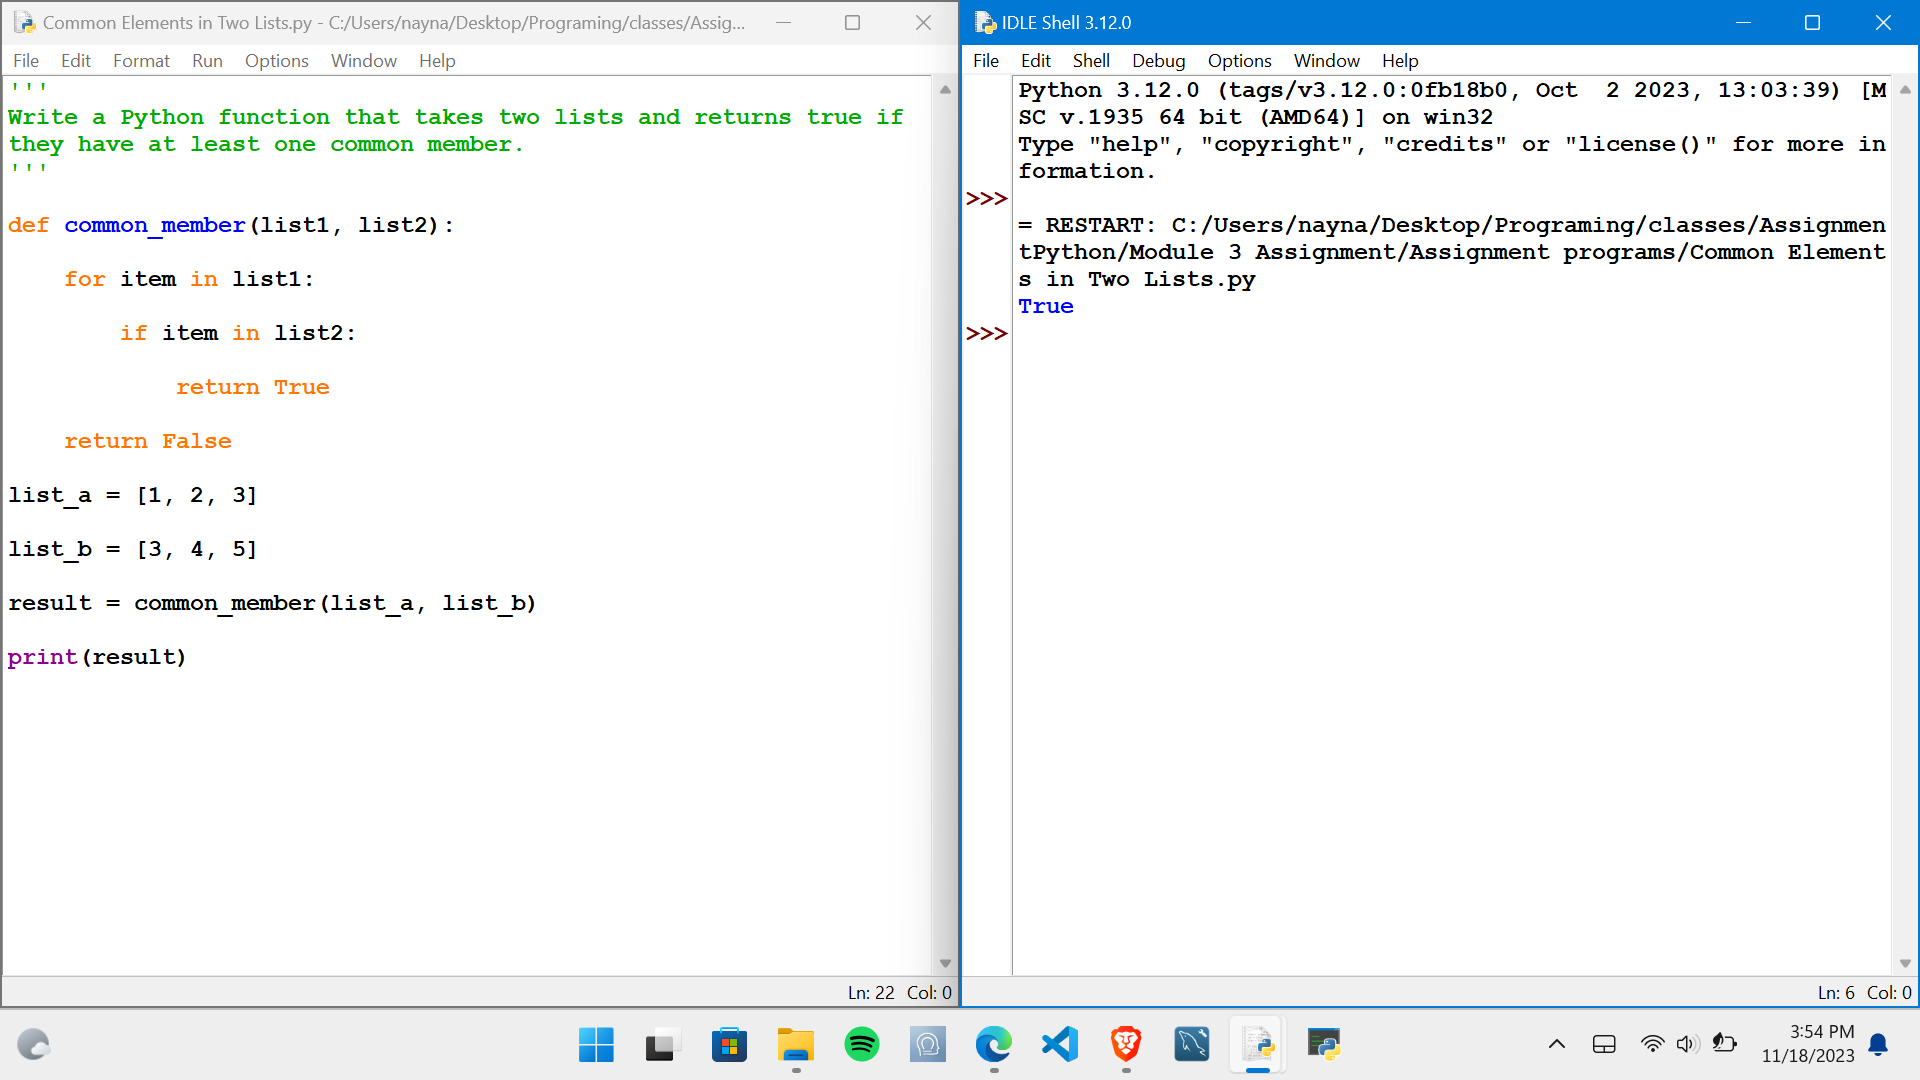 Common Elements in Two Lists.py - C:/Users/nayna/Desktop/Programing/classes/Assig...
File Edit Format Run Options Window Help
'''
Write a Python function that takes two lists and returns true if
they have at least one common member.
'''
def common_member(list1, list2):
    for item in list1:
        if item in list2:
            return True
    return False
list_a = [1, 2, 3]
list_b = [3, 4, 5]
result = common_member(list_a, list_b)
print(result)
Ln: 22 Col: 0
IDLE Shell 3.12.0
File Edit Shell Debug Options Window Help
Python 3.12.0 (tags/v3.12.0:0fb18b0, Oct  2 2023, 13:03:39) [M
SC v.1935 64 bit (AMD64)] on win32
Type "help", "copyright", "credits" or "license()" for more in
formation.
>>>
= RESTART: C:/Users/nayna/Desktop/Programing/classes/Assignmen
tPython/Module 3 Assignment/Assignment programs/Common Element
s in Two Lists.py
True
>>>
Ln: 6 Col: 0
3:54 PM
11/18/2023